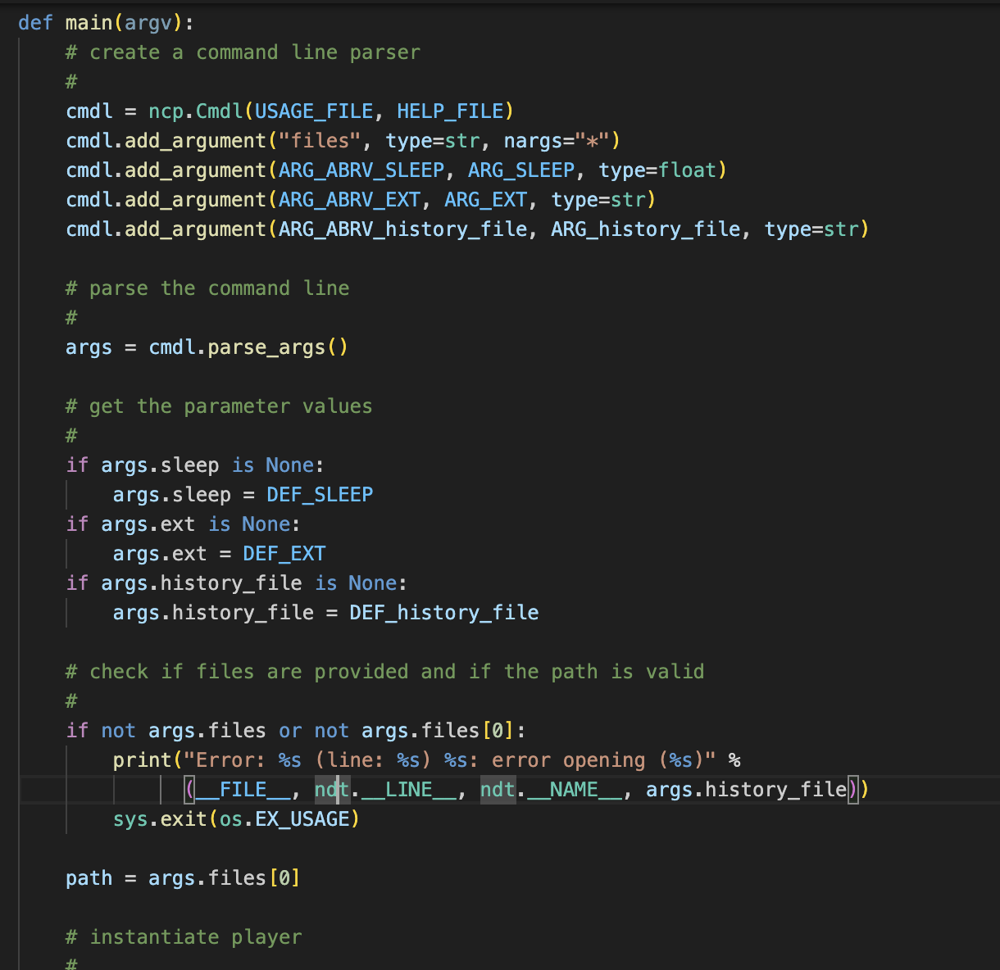 def main(argv):
    # create a command line parser
    #
    cmdl = ncp.Cmdl(USAGE_FILE, HELP_FILE)
    cmdl.add_argument("files", type=str, nargs="*")
    cmdl.add_argument(ARG_ABRV_SLEEP, ARG_SLEEP, type=float)
    cmdl.add_argument(ARG_ABRV_EXT, ARG_EXT, type=str)
    cmdl.add_argument(ARG_ABRV_history_file, ARG_history_file, type=str)

    # parse the command line
    #
    args = cmdl.parse_args()

    # get the parameter values
    #
    if args.sleep is None:
        args.sleep = DEF_SLEEP
    if args.ext is None:
        args.ext = DEF_EXT
    if args.history_file is None:
        args.history_file = DEF_history_file

    # check if files are provided and if the path is valid
    #
    if not args.files or not args.files[0]:
        print("Error: %s (line: %s) %s: error opening (%s)" %
              (__FILE__, ndt.__LINE__, ndt.__NAME__, args.history_file))
        sys.exit(os.EX_USAGE)

    path = args.files[0]

    # instantiate player
    #